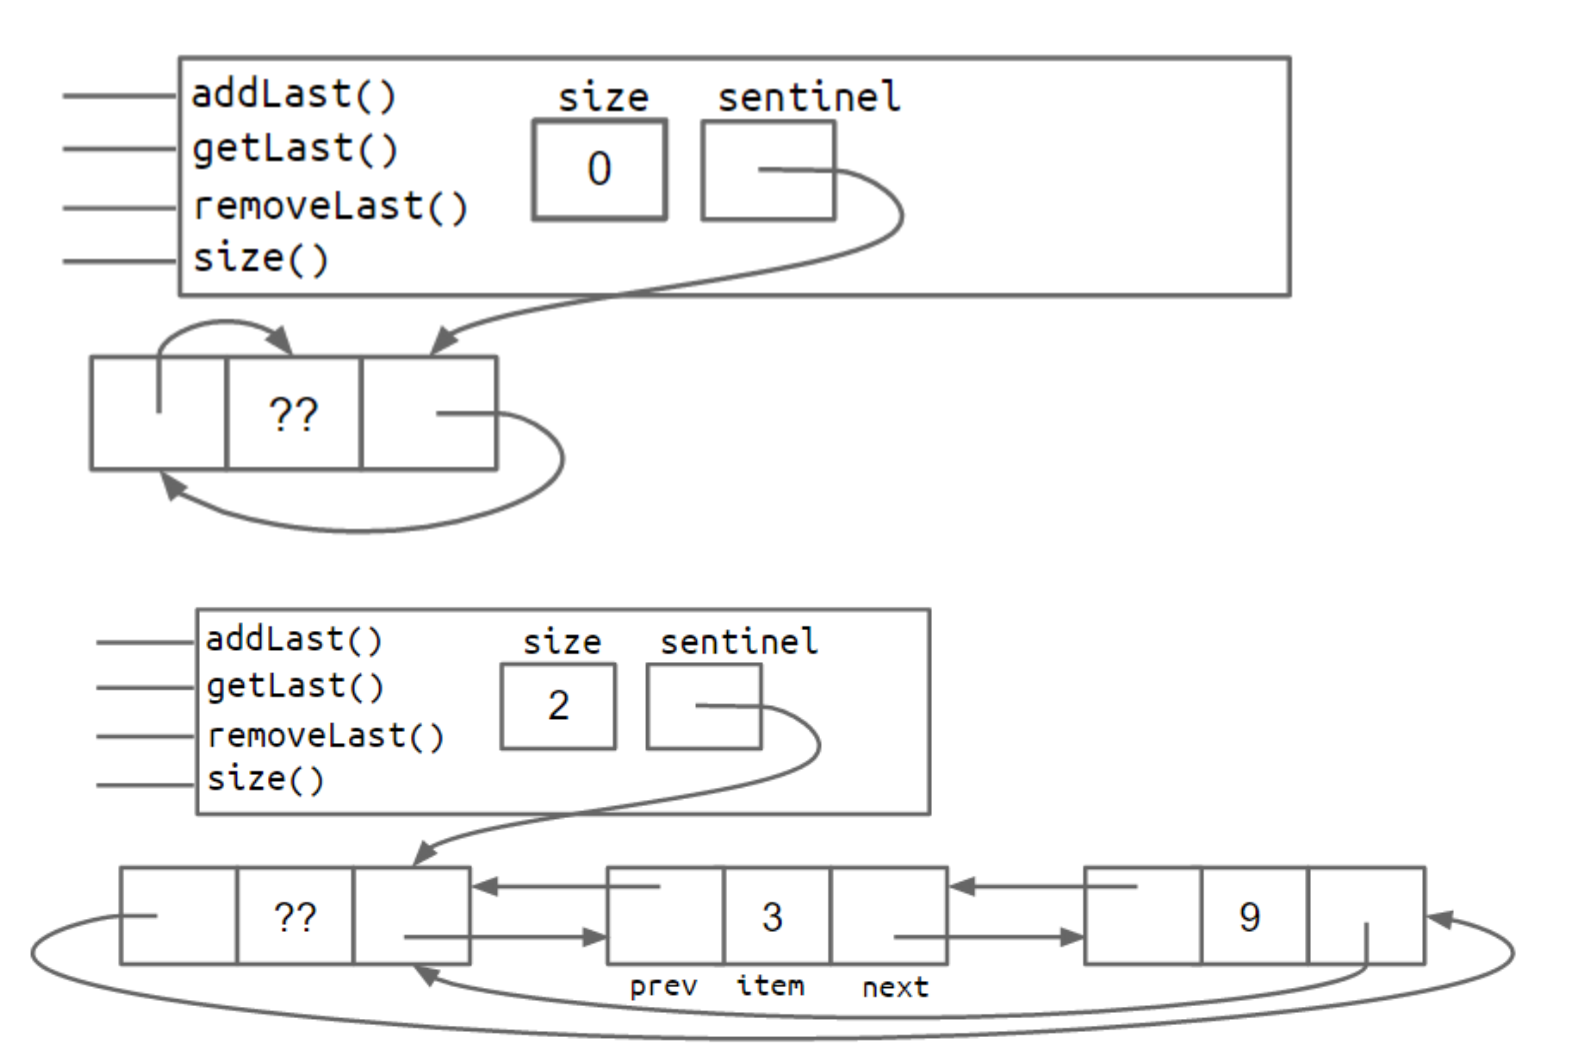 addLast()
size
sentinel
getLast()
0
removeLast()
size()
??
addLast()
size
sentinel
getLast()
2
removeLast()
size()
??
3
9
prev
item
next